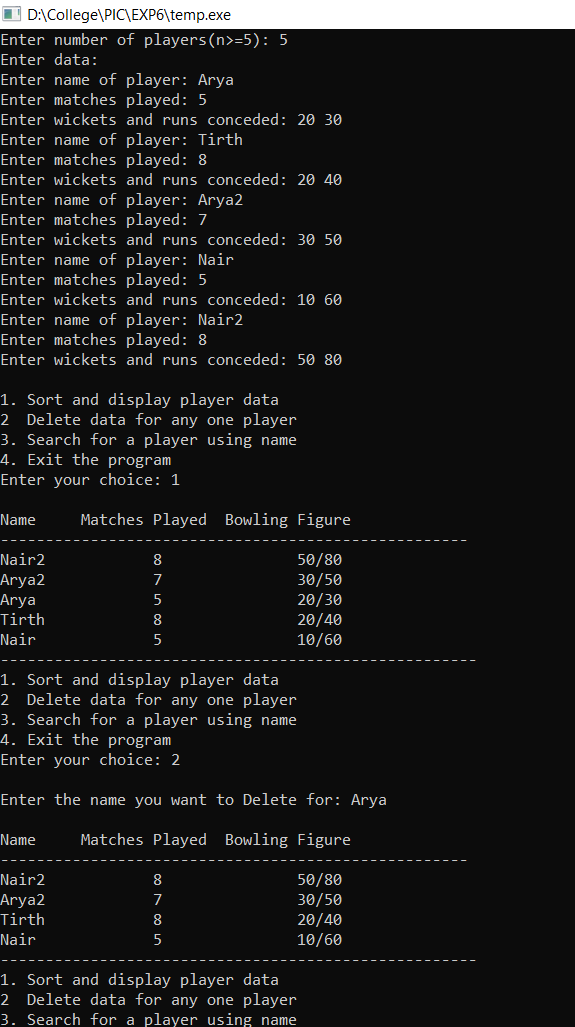 D:\College\PIC\EXP6\temp.exe
Enter number of players(n>=5): 5
Enter data:
Enter name of player: Arya
Enter matches played: 5
Enter wickets and runs conceded: 20 30
Enter name of player: Tirth
Enter matches played: 8
Enter wickets and runs conceded: 20 40
Enter name of player: Arya2
Enter matches played: 7
Enter wickets and runs conceded: 30 50
Enter name of player: Nair
Enter matches played: 5
Enter wickets and runs conceded: 10 60
Enter name of player: Nair2
Enter matches played: 8
Enter wickets and runs conceded: 50 80

1. Sort and display player data
2  Delete data for any one player
3. Search for a player using name
4. Exit the program
Enter your choice: 1

Name     Matches Played  Bowling Figure
----------------------------------------------------
Nair2            8               50/80
Arya2            7               30/50
Arya             5               20/30
Tirth            8               20/40
Nair             5               10/60
-----------------------------------------------------
1. Sort and display player data
2  Delete data for any one player
3. Search for a player using name
4. Exit the program
Enter your choice: 2

Enter the name you want to Delete for: Arya

Name     Matches Played  Bowling Figure
----------------------------------------------------
Nair2            8               50/80
Arya2            7               30/50
Tirth            8               20/40
Nair             5               10/60
-----------------------------------------------------
1. Sort and display player data
2  Delete data for any one player
3. Search for a player using name